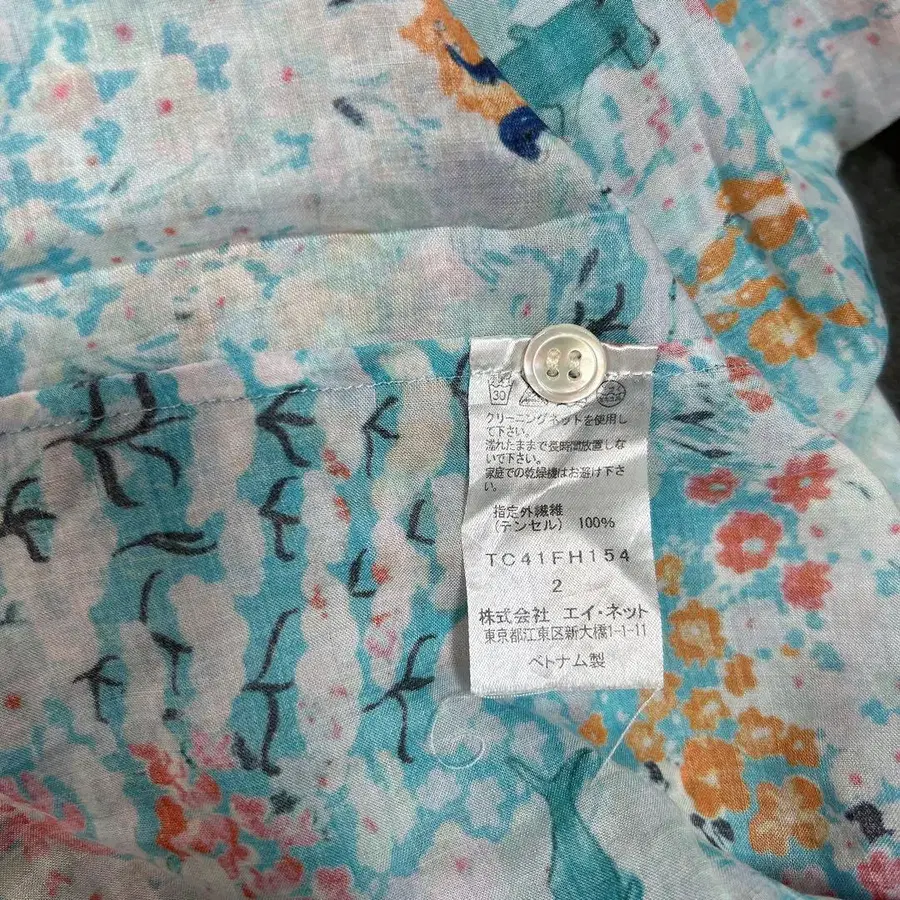 30
クリーニングネットを使用し
て下さい。
濡れたままで長時間放置しな
いで下さい。
家庭での乾燥機はお避け下さ
い。
指定外繊維
(テンセル) 100%
TC41FH154
2
株式会社 エイ・ネット
東京都江東区新大橋1-1-11
ベトナム製